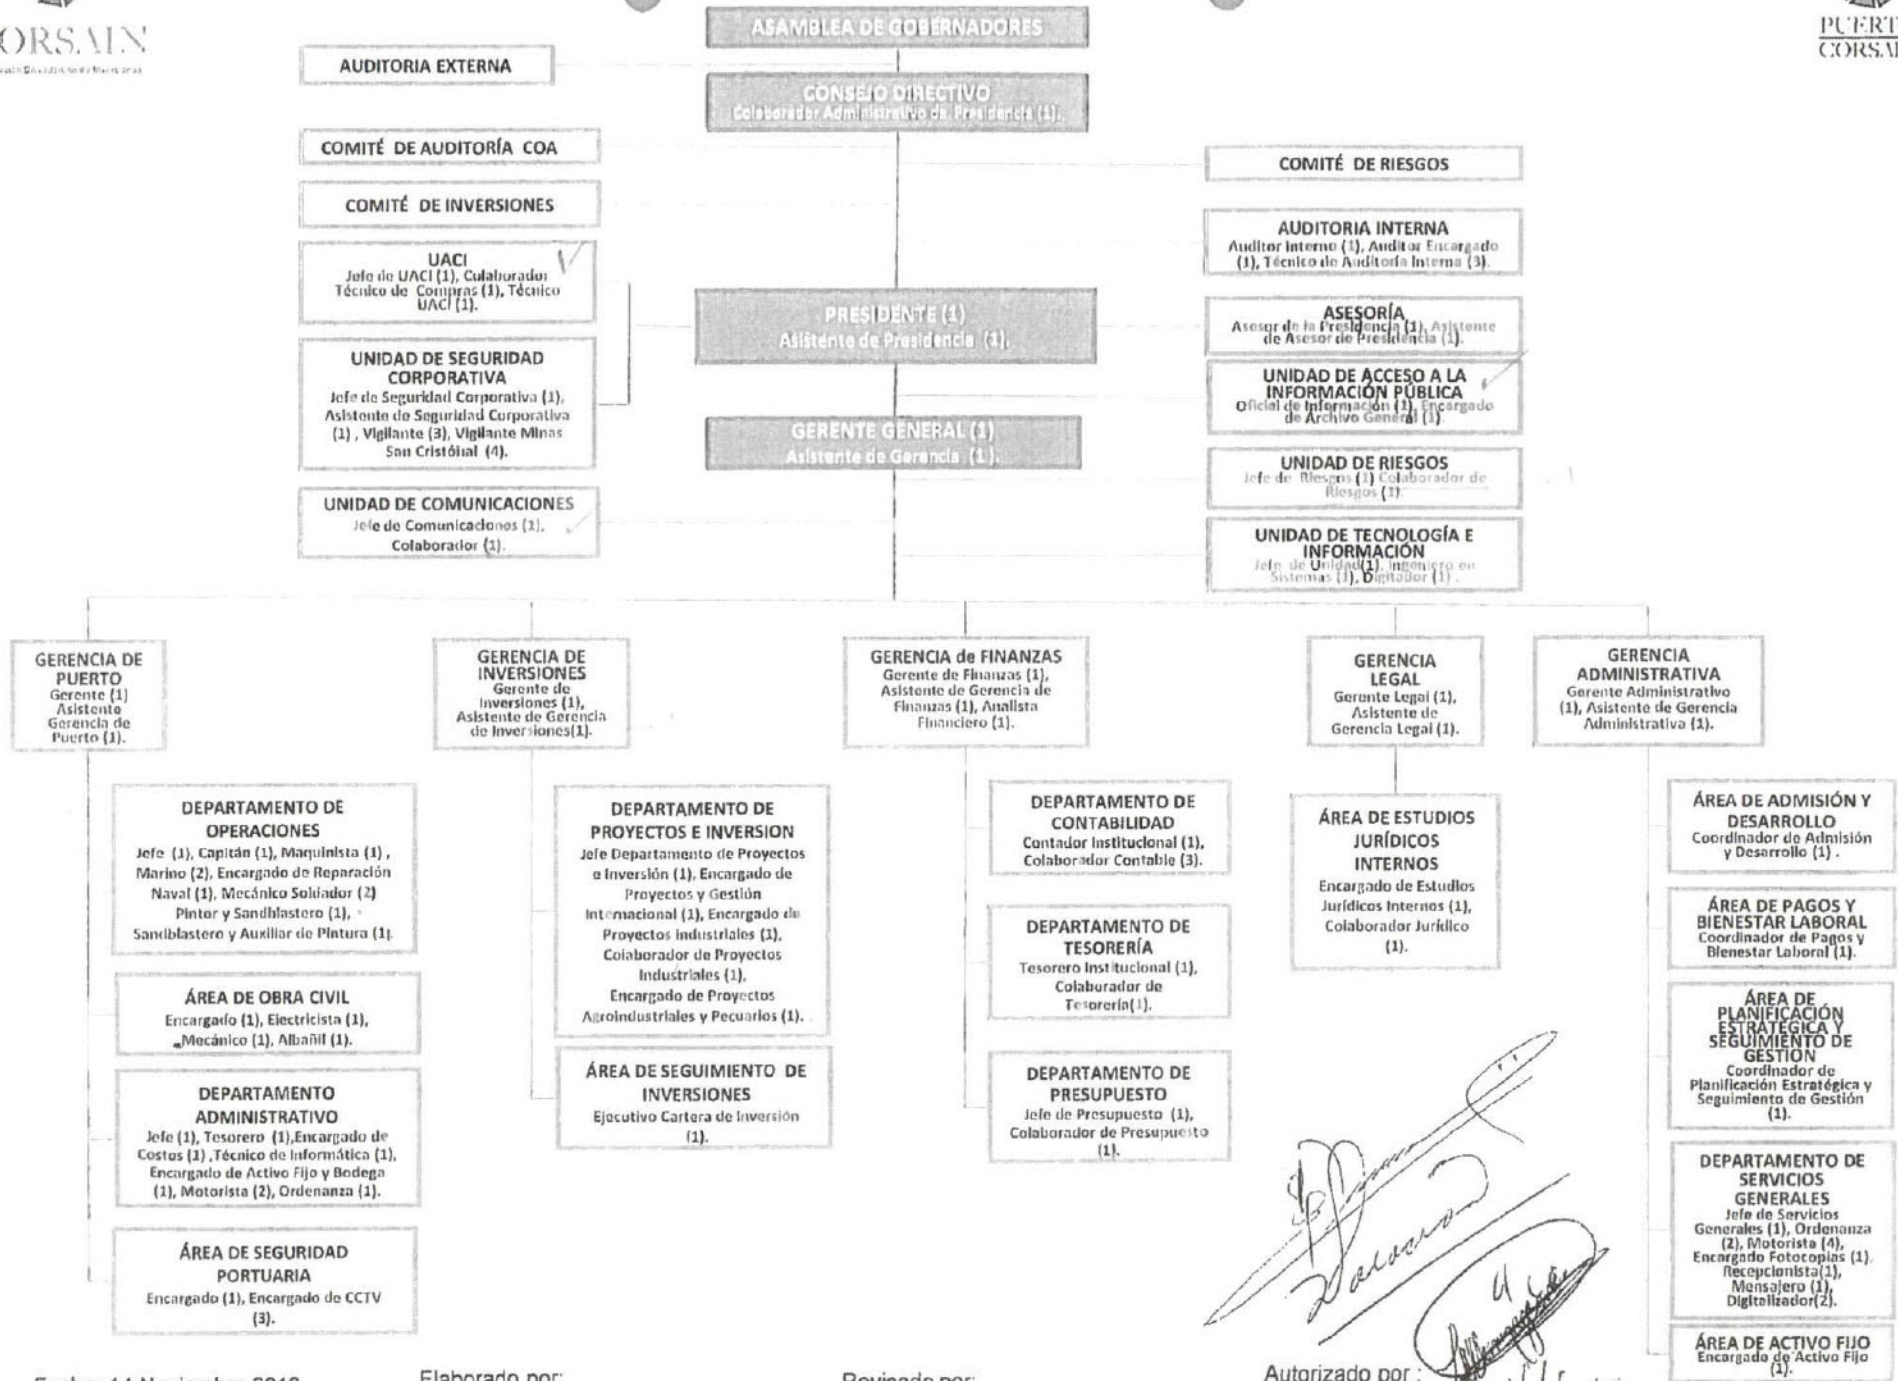 ORSAIN
PUERT
CORSAI
ASAMBLEA DE GOBERNADORES
AUDITORIA EXTERNA
CONSEJO DIRECTIVO
Colaborador Administrativo de Presidencia (1).
COMITÉ DE AUDITORÍA COA
COMITÉ DE RIESGOS
COMITÉ DE INVERSIONES
AUDITORIA INTERNA
Auditor Interno (1), Auditor Encargado
(1), Técnico de Auditoría Interna (3).
UACI
Jefe de UACI (1), Colaborador
Técnico de Compras (1), Técnico
UACI (1).
PRESIDENTE (1)
Asistente de Presidencia (1).
ASESORÍA
Asesor de la Presidencia (1), Asistente
de Asesor de Presidencia (1).
UNIDAD DE SEGURIDAD
CORPORATIVA
Jefe de Seguridad Corporativa (1),
Asistente de Seguridad Corporativa
(1) , Vigilante (3), Vigilante Minas
San Cristóbal (4).
UNIDAD DE ACCESO A LA
INFORMACIÓN PÚBLICA
Oficial de Información (1), Encargado
de Archivo General (1)
GERENTE GENERAL (1)
Asistente de Gerencia (1 ).
UNIDAD DE RIESGOS
Jefe de Riesgos (1) Colaborador de
Riesgos (1).
UNIDAD DE COMUNICACIONES
Jefe de Comunicaciones (1),
Colaborador (1).
UNIDAD DE TECNOLOGÍA E
INFORMACIÓN
Jefe de Unidad(1), Ingeniero en
Sistemas (1), Digitador (1) .
GERENCIA DE
PUERTO
Gerente (1)
Asistente
Gerencia de
Puerto (1).
GERENCIA DE
INVERSIONES
Gerente de
Inversiones (1),
Asistente de Gerencia
de Inversiones(1).
GERENCIA de FINANZAS
Gerente de Finanzas (1),
Asistente de Gerencia de
Finanzas (1), Analista
Financiero (1).
GERENCIA
LEGAL
Gerente Legal (1),
Asistente de
Gerencia Legal (1).
GERENCIA
ADMINISTRATIVA
Gerente Administrativo
(1), Asistente de Gerencia
Administrativa (1).
DEPARTAMENTO DE
OPERACIONES
Jefe (1), Capitán (1), Maquinista (1) ,
Marino (2), Encargado de Reparación
Naval (1), Mecánico Soldador (2)
Pintor y Sandblastero (1),
Sandblastero y Auxiliar de Pintura (1).
ÁREA DE OBRA CIVIL
Encargado (1), Electricista (1),
Mecánico (1), Albañil (1).
DEPARTAMENTO
ADMINISTRATIVO
Jefe (1), Tesorero (1),Encargado de
Costos (1) ,Técnico de Informática (1),
Encargado de Activo Fijo y Bodega
(1), Motorista (2), Ordenanza (1).
ÁREA DE SEGURIDAD
PORTUARIA
Encargado (1), Encargado de CCTV
(3).
DEPARTAMENTO DE
PROYECTOS E INVERSION
Jefe Departamento de Proyectos
e Inversión (1), Encargado de
Proyectos y Gestión
Internacional (1), Encargado de
Proyectos Industriales (1),
Colaborador de Proyectos
Industriales (1),
Encargado de Proyectos
Agroindustriales y Pecuarios (1).
ÁREA DE SEGUIMIENTO DE
INVERSIONES
Ejecutivo Cartera de Inversión
(1).
DEPARTAMENTO DE
CONTABILIDAD
Contador Institucional (1),
Colaborador Contable (3).
DEPARTAMENTO DE
TESORERÍA
Tesorero Institucional (1),
Colaborador de
Tesorería(1).
DEPARTAMENTO DE
PRESUPUESTO
Jefe de Presupuesto (1),
Colaborador de Presupuesto
(1).
ÁREA DE ESTUDIOS
JURÍDICOS
INTERNOS
Encargado de Estudios
Jurídicos Internos (1),
Colaborador Jurídico
(1).
ÁREA DE ADMISIÓN Y
DESARROLLO
Coordinador de Admisión
y Desarrollo (1) .
ÁREA DE PAGOS Y
BIENESTAR LABORAL
Coordinador de Pagos y
Bienestar Laboral (1).
ÁREA DE
PLANIFICACIÓN
ESTRATÉGICA Y
SEGUIMIENTO DE
GESTION
Coordinador de
Planificación Estratégica y
Seguimiento de Gestión
(1).
DEPARTAMENTO DE
SERVICIOS
GENERALES
Jefe de Servicios
Generales (1), Ordenanza
(2), Motorista (4),
Encargado Fotocopias (1),
Recepcionista(1),
Mensajero (1),
Digitalizador(2).
ÁREA DE ACTIVO FIJO
Encargado de Activo Fijo
(1).
Elaborado por:
Revisado por:
Autorizado por :